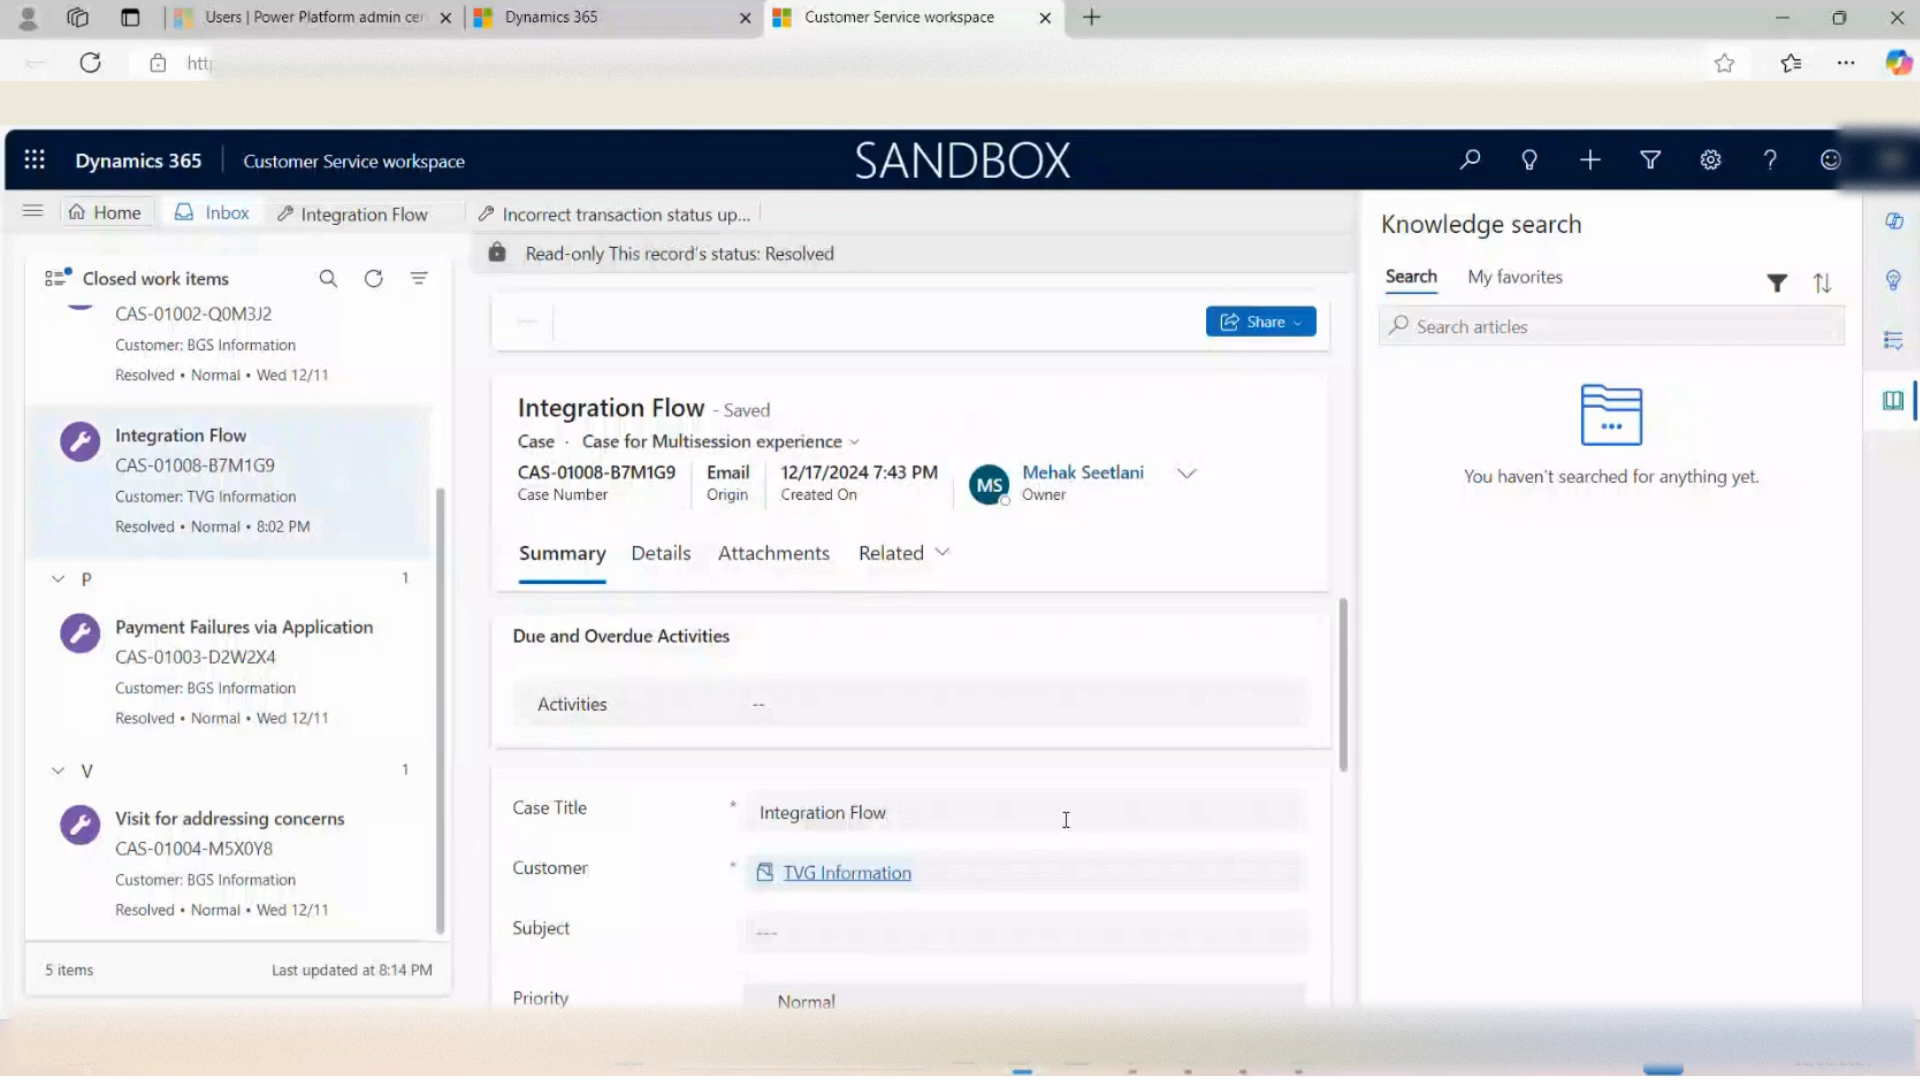 Users | Power Platform admin cer
Dynamics 365
Customer Service workspace
Dynamics 365
Customer Service workspace
SANDBOX
Home
Inbox
Integration Flow
Incorrect transaction status up...
Read-only This record's status: Resolved
Closed work items
CAS-01002-Q0M3J2
Customer: BGS Information
Resolved • Normal • Wed 12/11
Integration Flow
CAS-01008-B7M1G9
Customer: TVG Information
Resolved • Normal • 8:02 PM
P 1
Payment Failures via Application
CAS-01003-D2W2X4
Customer: BGS Information
Resolved • Normal • Wed 12/11
V 1
Visit for addressing concerns
CAS-01004-M5X0Y8
Customer: BGS Information
Resolved • Normal • Wed 12/11
5 items Last updated at 8:14 PM
Share
Integration Flow - Saved
Case · Case for Multisession experience
CAS-01008-B7M1G9 Email 12/17/2024 7:43 PM MS Mehak Seetlani
Case Number Origin Created On Owner
Summary Details Attachments Related
Due and Overdue Activities
Activities --
Case Title * Integration Flow
Customer * TVG Information
Subject ---
Priority Normal
Knowledge search
Search My favorites
Search articles
You haven't searched for anything yet.